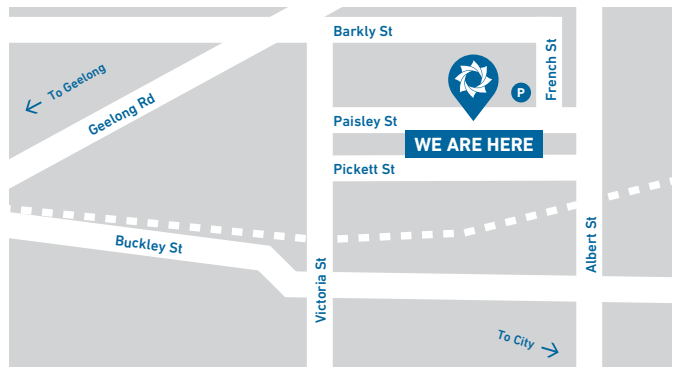 Barkly St
French St
To Geelong
Geelong Rd
P
Paisley St
WE ARE HERE
Pickett St
Buckley St
Victoria St
Albert St
To City